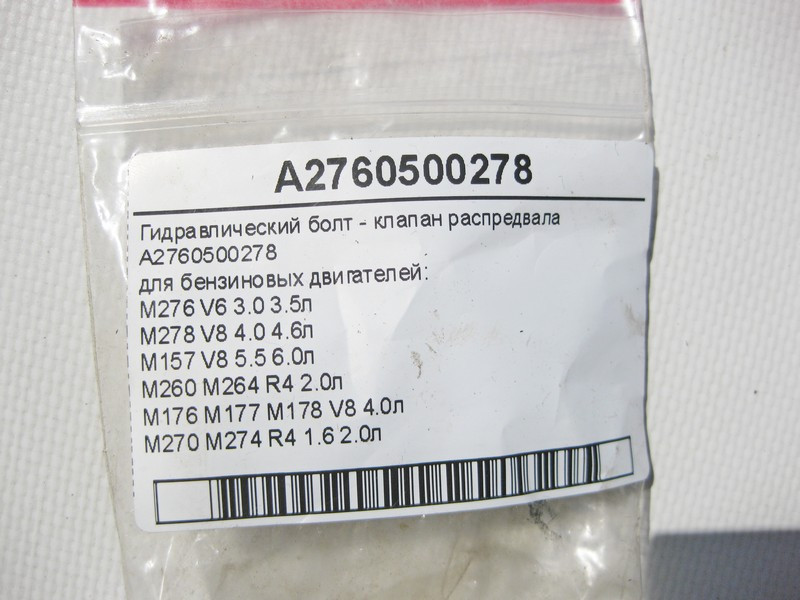 A2760500278
Гидравлический болт - клапан распредвала
A2760500278
для бензиновых двигателей:
M276 V6 3.0 3.5л
M278 V8 4.0 4.6л
M157 V8 5.5 6.0л
M260 M264 R4 2.0л
M176 M177 M178 V8 4.0л
M270 M274 R4 1.6 2.0л